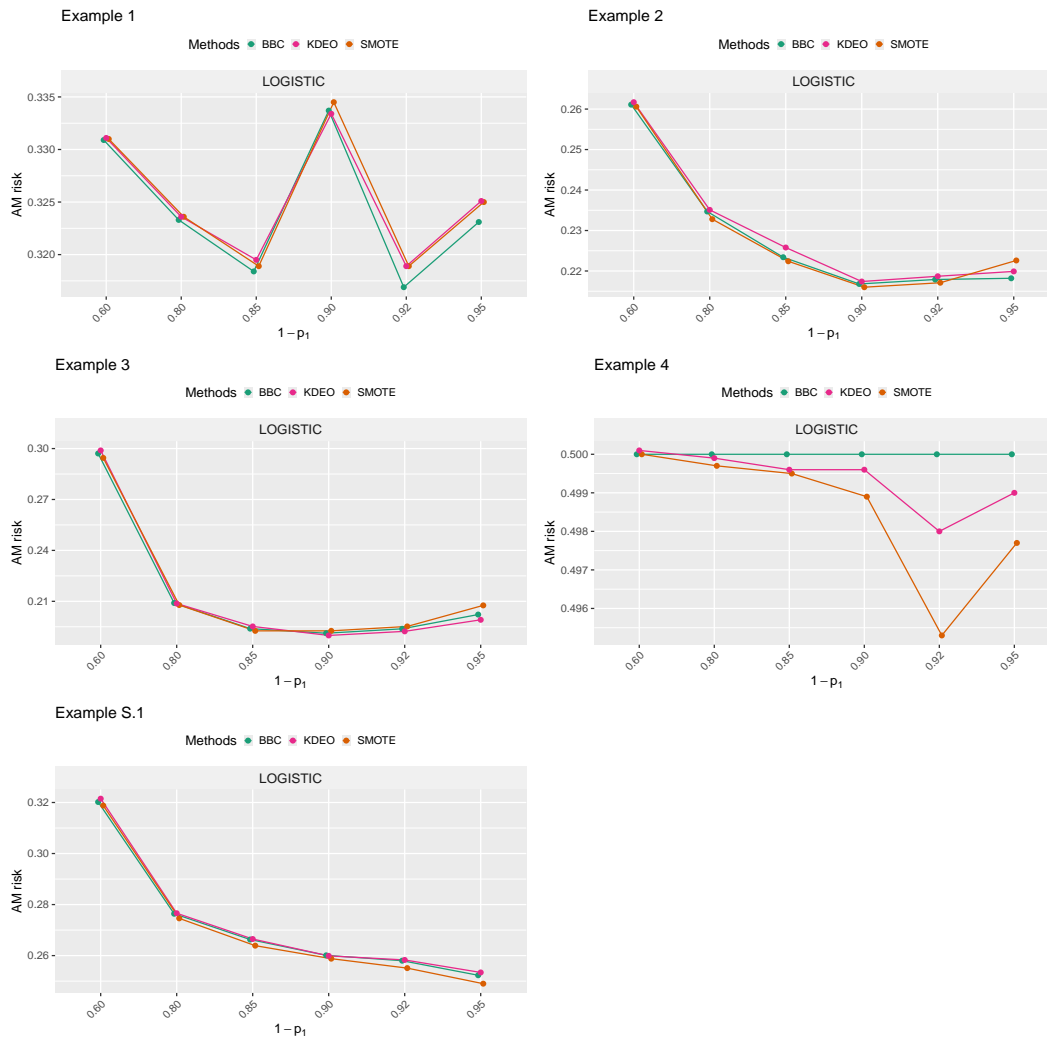 Example 1
Methods BBC KDEO SMOTE
LOGISTIC
0.335
0.330
0.325
0.320
AM risk
0.60 0.80 0.85 0.90 0.92 0.95
1 − p₁
Example 2
Methods BBC KDEO SMOTE
LOGISTIC
0.26
0.25
0.24
0.23
0.22
AM risk
0.60 0.80 0.85 0.90 0.92 0.95
1 − p₁
Example 3
Methods BBC KDEO SMOTE
LOGISTIC
0.30
0.27
0.24
0.21
AM risk
0.60 0.80 0.85 0.90 0.92 0.95
1 − p₁
Example 4
Methods BBC KDEO SMOTE
LOGISTIC
0.500
0.499
0.498
0.497
0.496
AM risk
0.60 0.80 0.85 0.90 0.92 0.95
1 − p₁
Example S.1
Methods BBC KDEO SMOTE
LOGISTIC
0.32
0.30
0.28
0.26
AM risk
0.60 0.80 0.85 0.90 0.92 0.95
1 − p₁